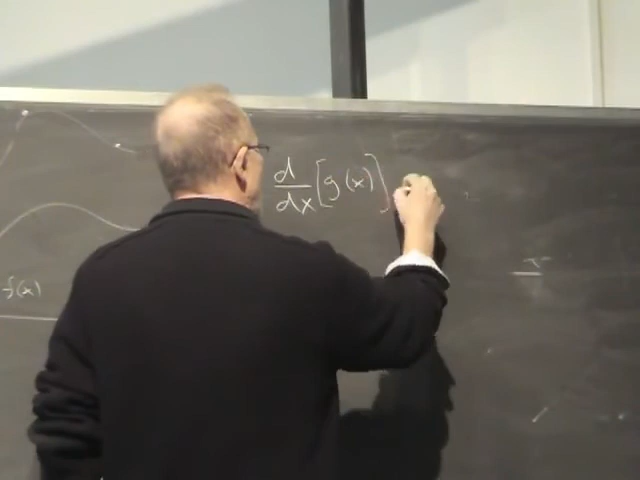 d/dx [g(x)]
f(x)